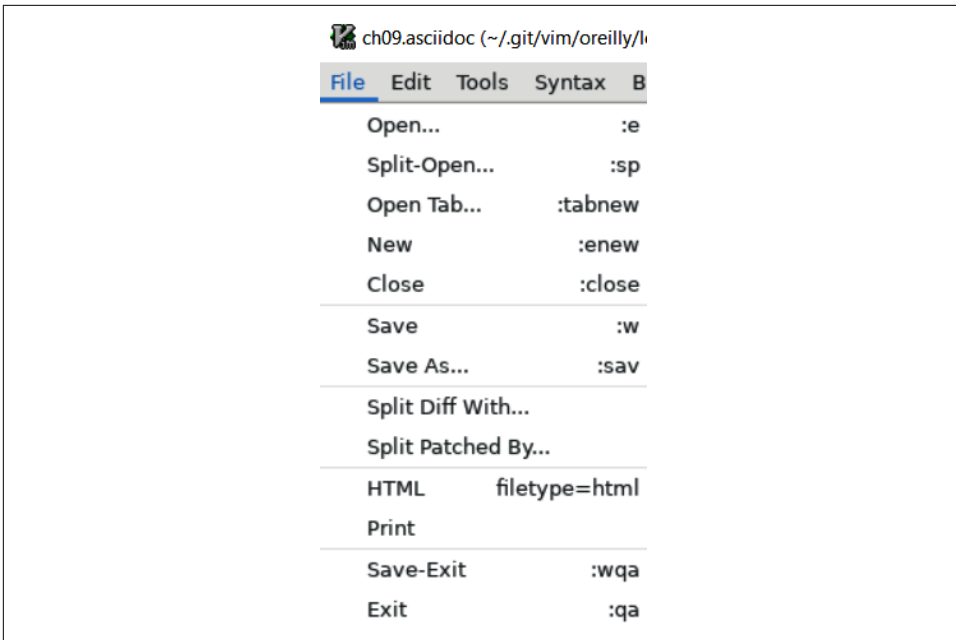 ch09.asciidoc (~/.git/vim/oreilly/l
File Edit Tools Syntax B
Open... :e
Split-Open... :sp
Open Tab... :tabnew
New :enew
Close :close
Save :w
Save As... :sav
Split Diff With...
Split Patched By...
HTML filetype=html
Print
Save-Exit :wqa
Exit :qa